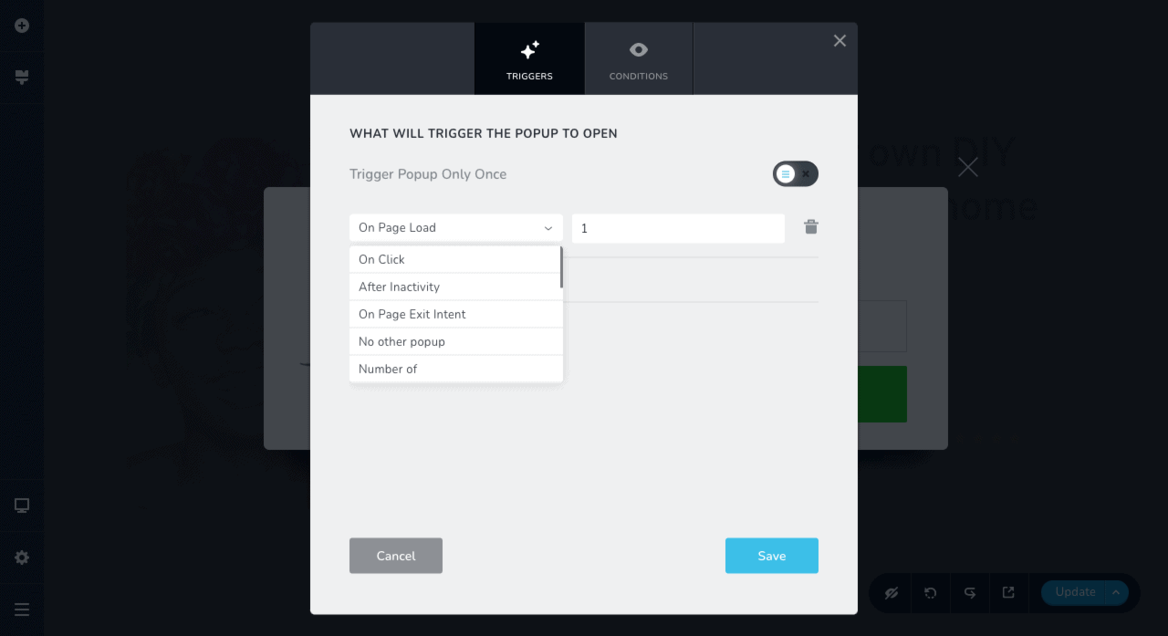 TRIGGERS
CONDITIONS
WHAT WILL TRIGGER THE POPUP TO OPEN
own DIY
Trigger Popup Only Once
home
On Page Load
1
On Click
After Inactivity
On Page Exit Intent
No other popup
Number of
Cancel
Save
Update